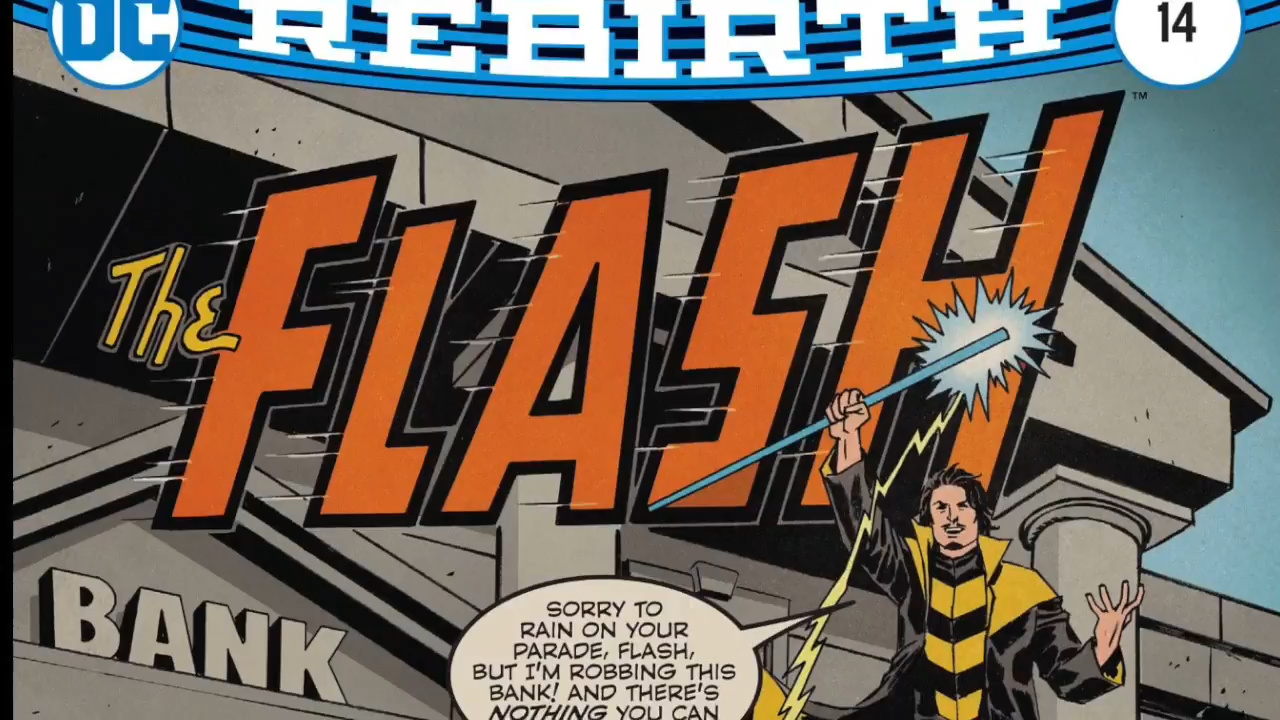 DC
REBIRTH
14
The
FLASH
™
BANK
SORRY TO
RAIN ON YOUR
PARADE, FLASH,
BUT I'M ROBBING THIS
BANK! AND THERE'S
NOTHING YOU CAN